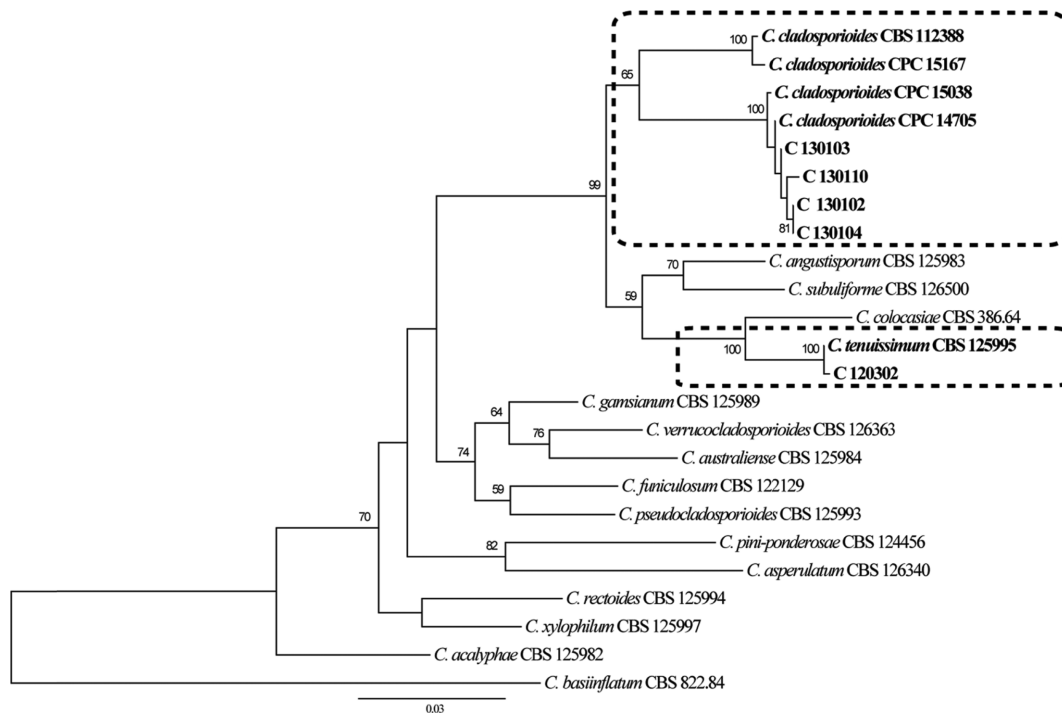 100
C. cladosporioides CBS 112388
C. cladosporioides CPC 15167
65
C. cladosporioides CPC 15038
100
C. cladosporioides CPC 14705
C 130103
C 130110
99
C 130102
81
C 130104
C. angustisporum CBS 125983
70
C. subuliforme CBS 126500
59
C. colocasiae CBS 386.64
100
C. tenuissimum CBS 125995
100
C 120302
C. gamsianum CBS 125989
64
C. verrucocladosporioides CBS 126363
76
74
C. australiense CBS 125984
C. funiculosum CBS 122129
59
C. pseudocladosporioides CBS 125993
70
C. pini-ponderosae CBS 124456
82
C. asperulatum CBS 126340
C. rectoides CBS 125994
C. xylophilum CBS 125997
C. acalyphae CBS 125982
C. basiinflatum CBS 822.84
0.03